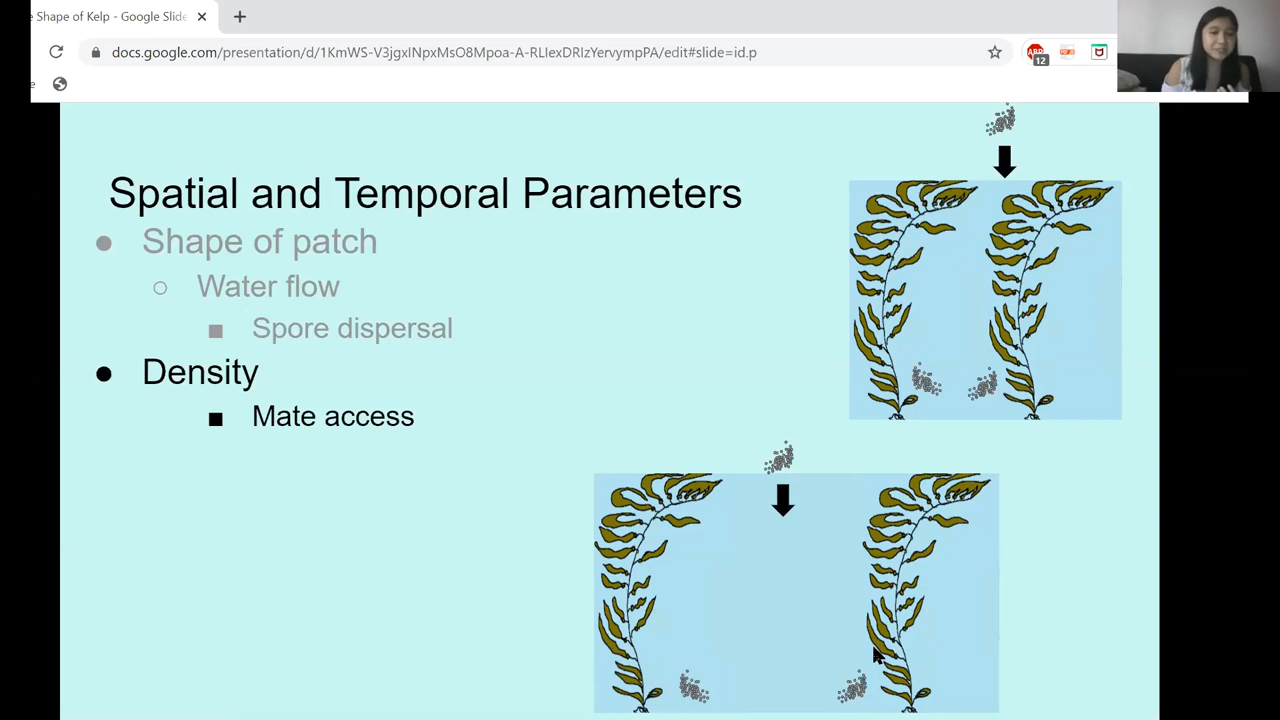 e Shape of Kelp - Google Slide
docs.google.com/presentation/d/1KmWS-V3jgxINpxMsO8Mpoa-A-RLIexDRIzYervympPA/edit#slide=id.p
12
e
Spatial and Temporal Parameters
Shape of patch
Water flow
Spore dispersal
Density
Mate access